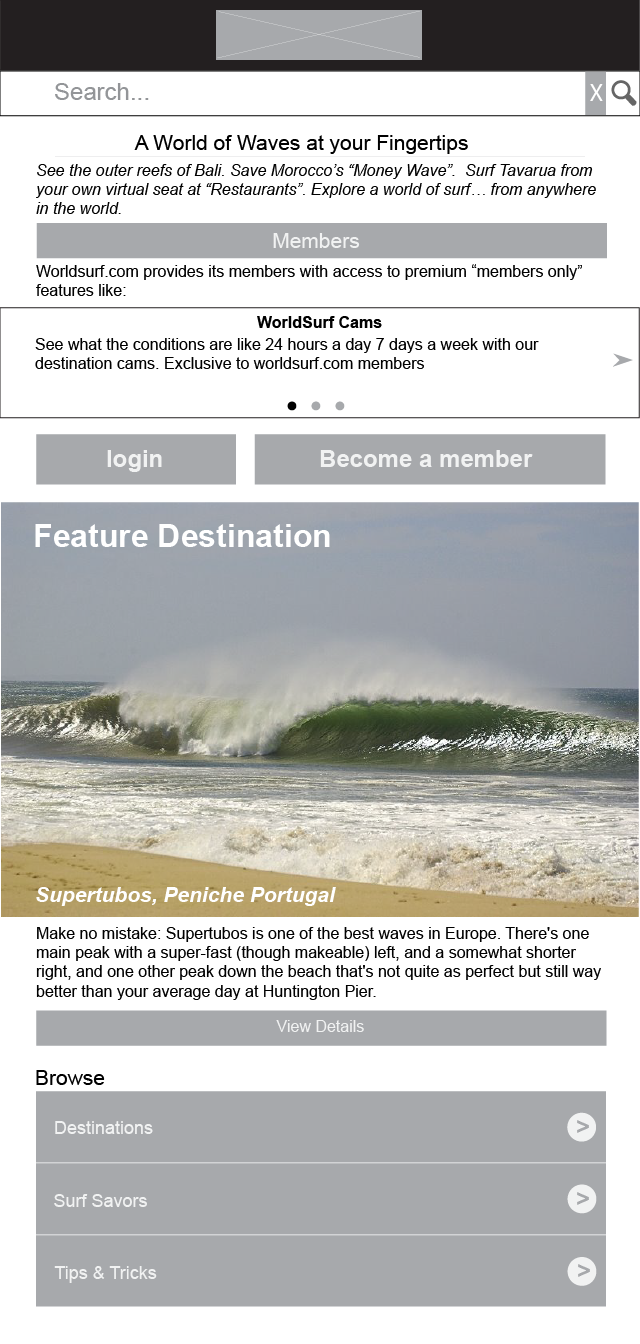 Search...
X
A World of Waves at your Fingertips
See the outer reefs of Bali. Save Morocco’s “Money Wave”.  Surf Tavarua from
your own virtual seat at “Restaurants”. Explore a world of surf… from anywhere
in the world.
Members
Worldsurf.com provides its members with access to premium “members only”
features like:
WorldSurf Cams
See what the conditions are like 24 hours a day 7 days a week with our
destination cams. Exclusive to worldsurf.com members
login
Become a member
Feature Destination
Supertubos, Peniche Portugal
Make no mistake: Supertubos is one of the best waves in Europe. There's one
main peak with a super-fast (though makeable) left, and a somewhat shorter
right, and one other peak down the beach that's not quite as perfect but still way
better than your average day at Huntington Pier.
View Details
Browse
Destinations >
Surf Savors >
Tips & Tricks >